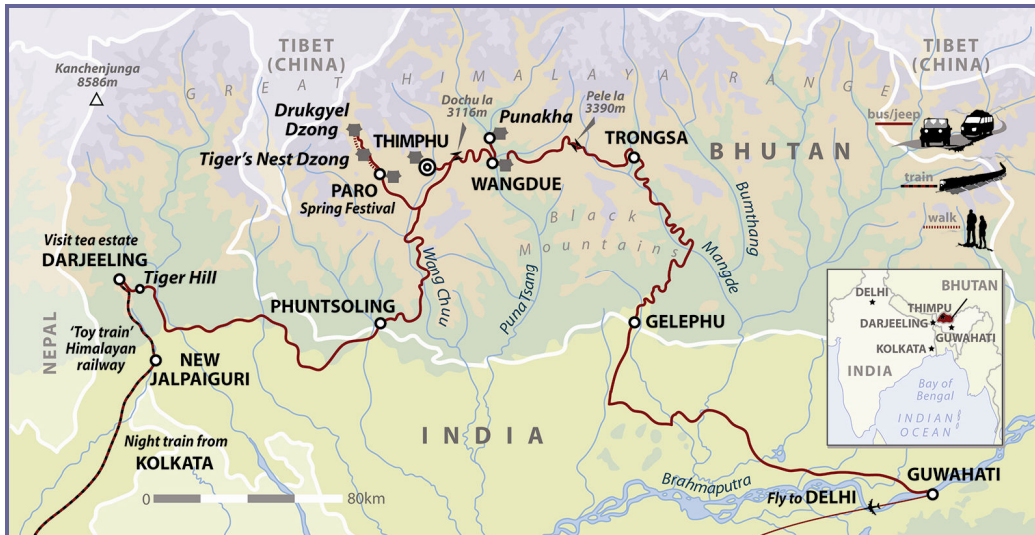 Kanchenjunga
8586m
TIBET
(CHINA)
TIBET
(CHINA)
GREAT HIMALAYA RANGE
Drukgyel
Dzong
Tiger's Nest Dzong
THIMPHU
Dochu la
3116m
Punakha
Pele la
3390m
TRONGSA
BHUTAN
WANGDUE
PARO
Spring Festival
Black
Mountains
Bumthang
Mangde
Wang Chun
Puna Tsang
bus/jeep
train
walk
Visit tea estate
DARJEELING
Tiger Hill
PHUNTSOLING
GELEPHU
NEPAL
'Toy train'
Himalayan
railway
NEW
JALPAIGURI
INDIA
Night train from
KOLKATA
0
80km
Brahmaputra
GUWAHATI
Fly to DELHI
DELHI
BHUTAN
THIMPU
DARJEELING
GUWAHATI
KOLKATA
INDIA
Bay of
Bengal
INDIAN
OCEAN